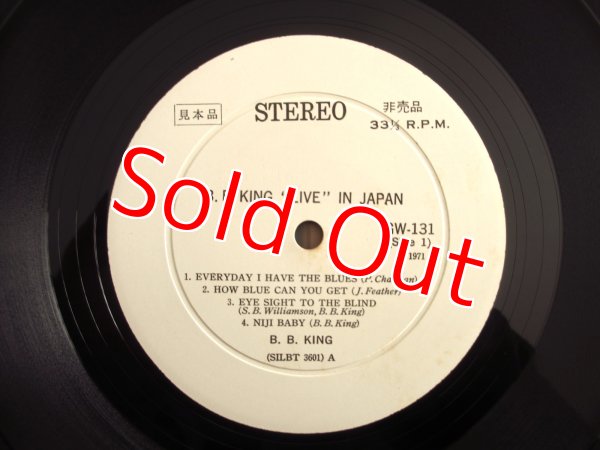 見本品
STEREO
非売品
33⅓ R.P.M.
B. KING "LIVE" IN JAPAN
GW-131
1)
1971
1. EVERYDAY I HAVE THE BLUES
2. HOW BLUE CAN YOU GET (J. Feather)
3. EYE SIGHT TO THE BLIND
(S. B. Williamson, B. B. King)
4. NIJI BABY (B. B. King)
B. B. KING
(SILBT 3601) A
Sold Out